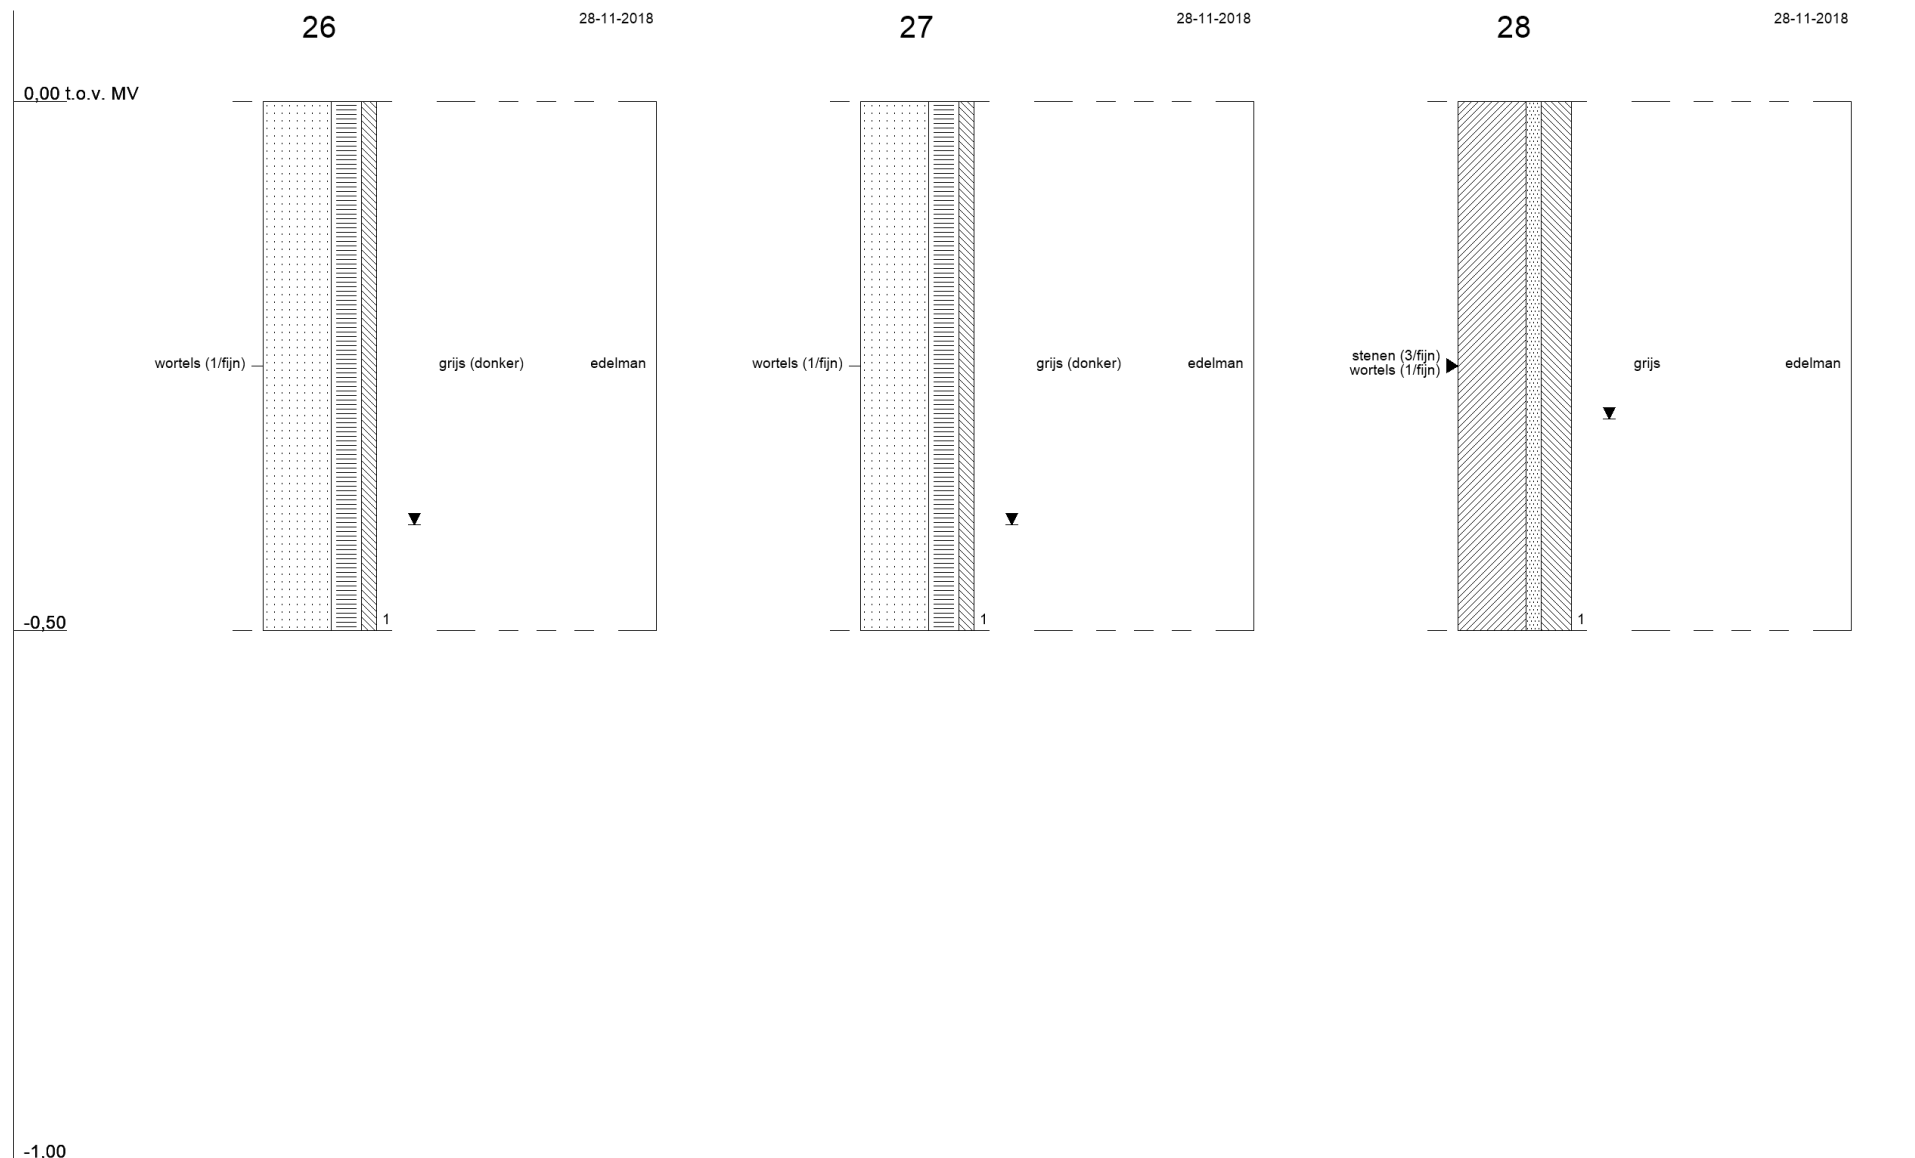 26
28-11-2018
27
28-11-2018
28
28-11-2018
0,00 t.o.v. MV
wortels (1/fijn)
grijs (donker)
edelman
wortels (1/fijn)
grijs (donker)
edelman
stenen (3/fijn)
wortels (1/fijn)
grijs
edelman
-0,50
1
1
1
-1,00